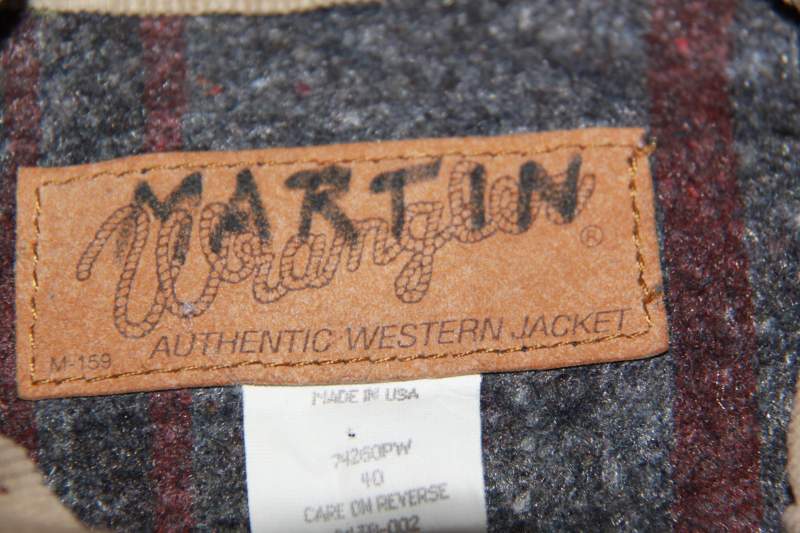 MARTIN
Wrangler ®
M-159 AUTHENTIC WESTERN JACKET
MADE IN USA
74260PW
40
CARE ON REVERSE